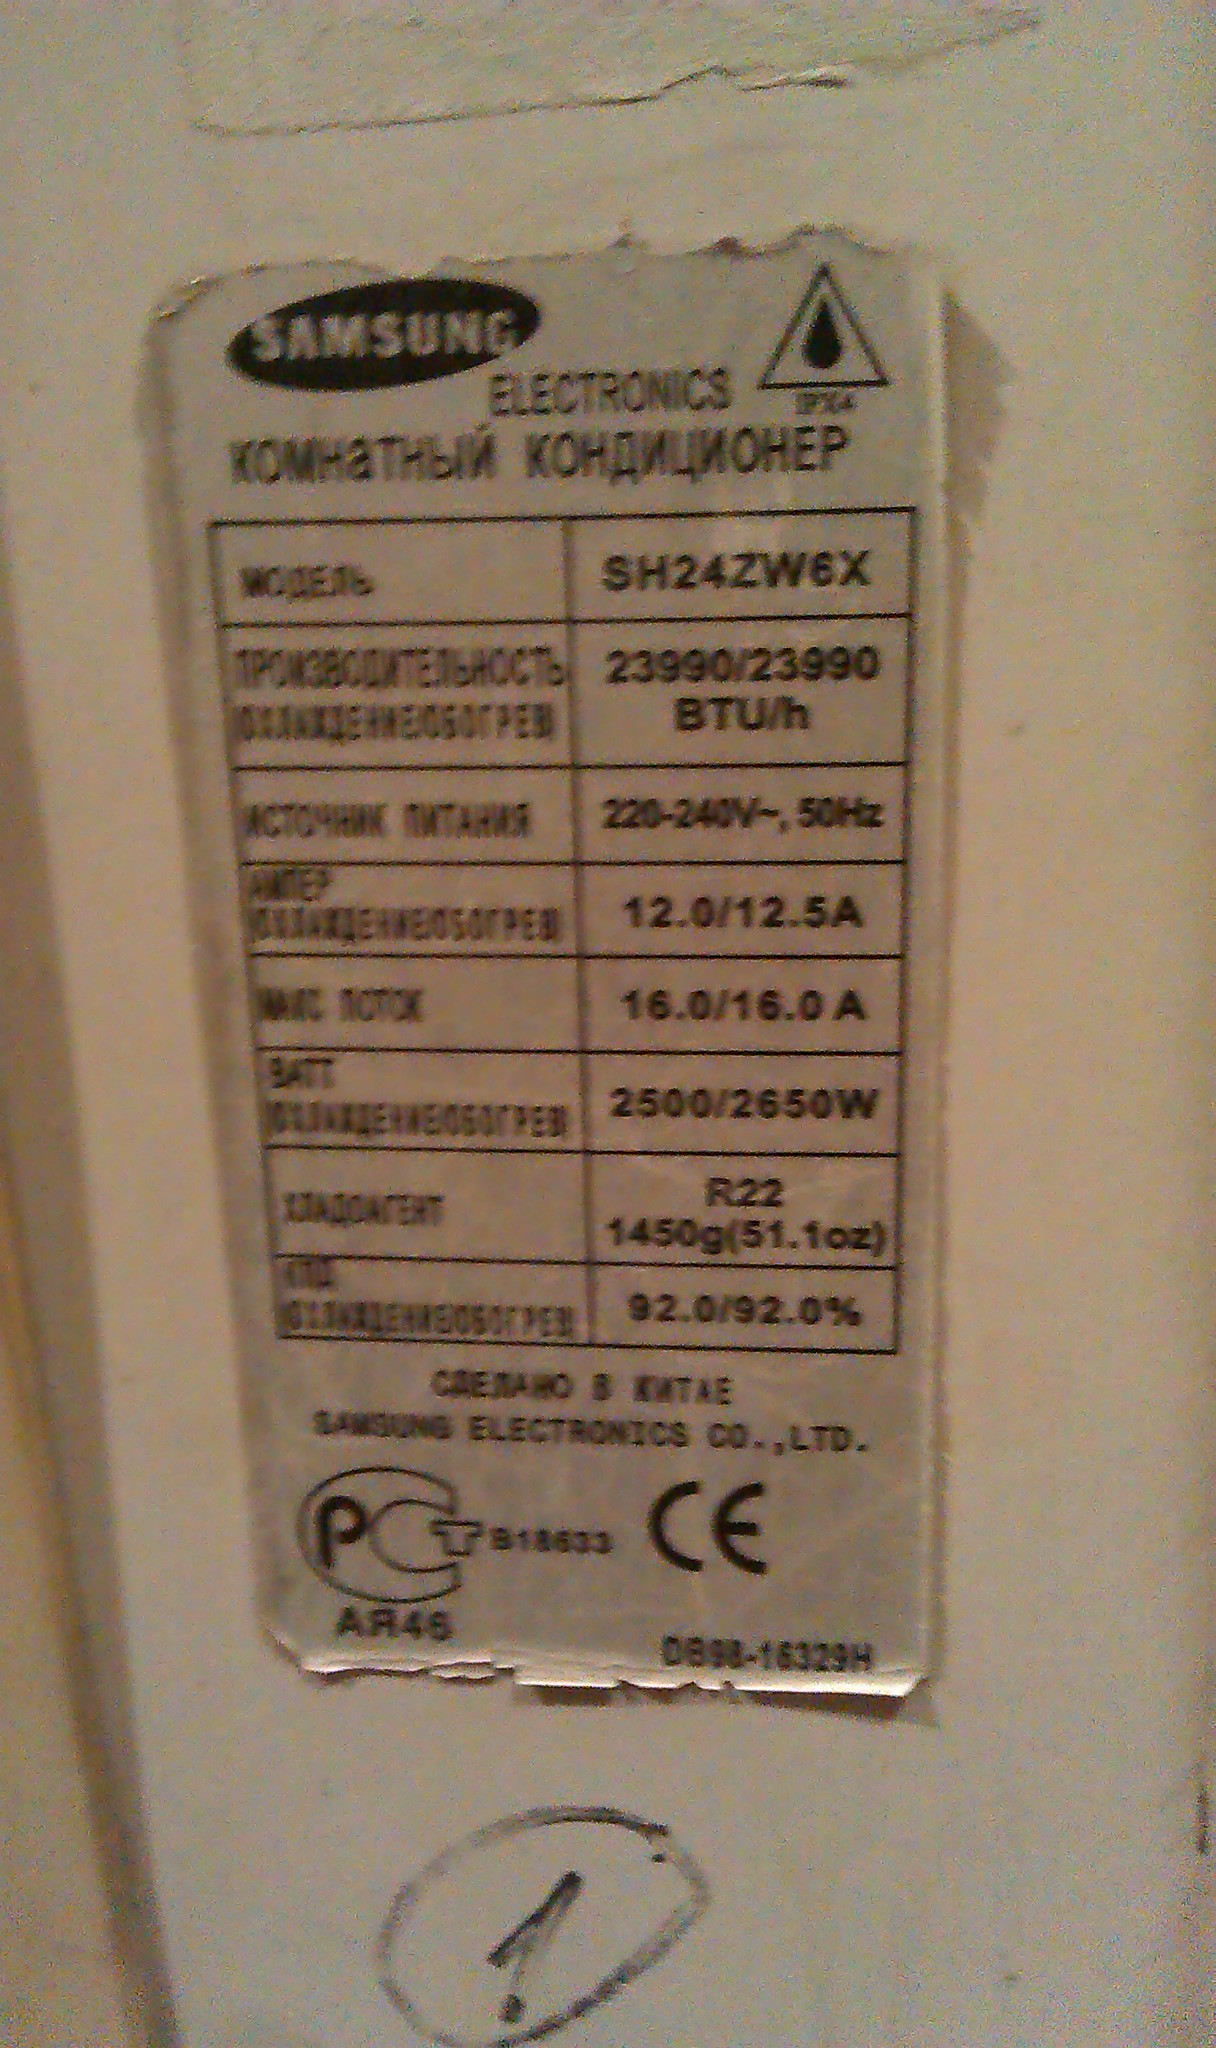 SAMSUNG
ELECTRONICS
IPX4
КОМНаТНЫЙ КОНДИЦИОНЕР
МОДЕЛЬ SH24ZW6X
ПРОИЗВОДИТЕЛЬНОСТЬ 23990/23990
(ОХЛАЖДЕНИЕ/ОБОГРЕВ) BTU/h
ИСТОЧНИК ПИТАНИЯ 220-240V~, 50Hz
АМПЕР
(ОХЛАЖДЕНИЕ/ОБОГРЕВ) 12.0/12.5A
МАКС ПОТОК 16.0/16.0 A
ВАТТ
(ОХЛАЖДЕНИЕ/ОБОГРЕВ) 2500/2650W
ХЛАДОАГЕНТ R22
1450g(51.1oz)
КПД
(ОХЛАЖДЕНИЕ/ОБОГРЕВ) 92.0/92.0%
СДЕЛАНО В КИТАЕ
SAMSUNG ELECTRONICS CO.,LTD.
РСТ B18633 CE
АЯ46
DB98-16329H
1